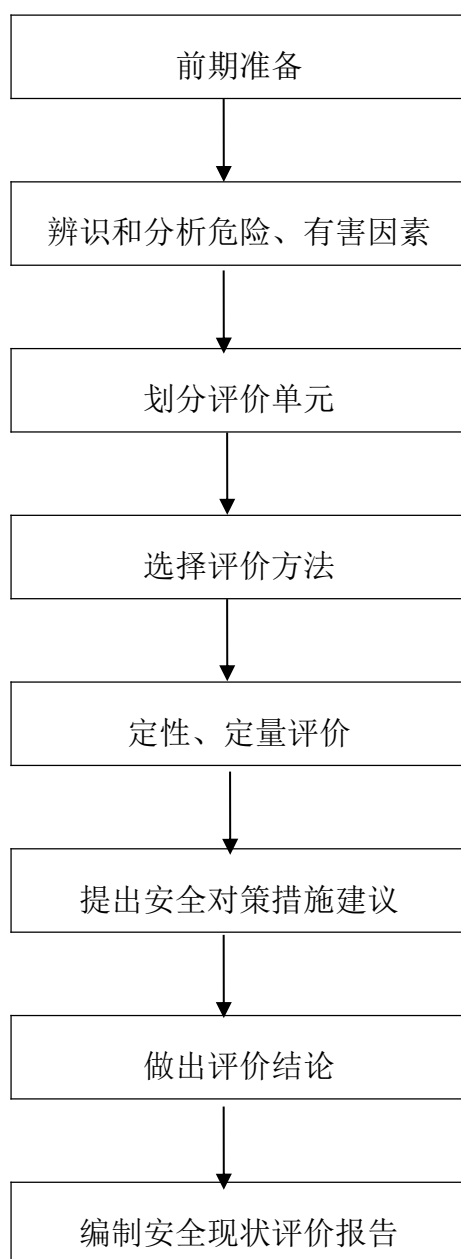 前期准备
辨识和分析危险、有害因素
划分评价单元
选择评价方法
定性、定量评价
提出安全对策措施建议
做出评价结论
编制安全现状评价报告